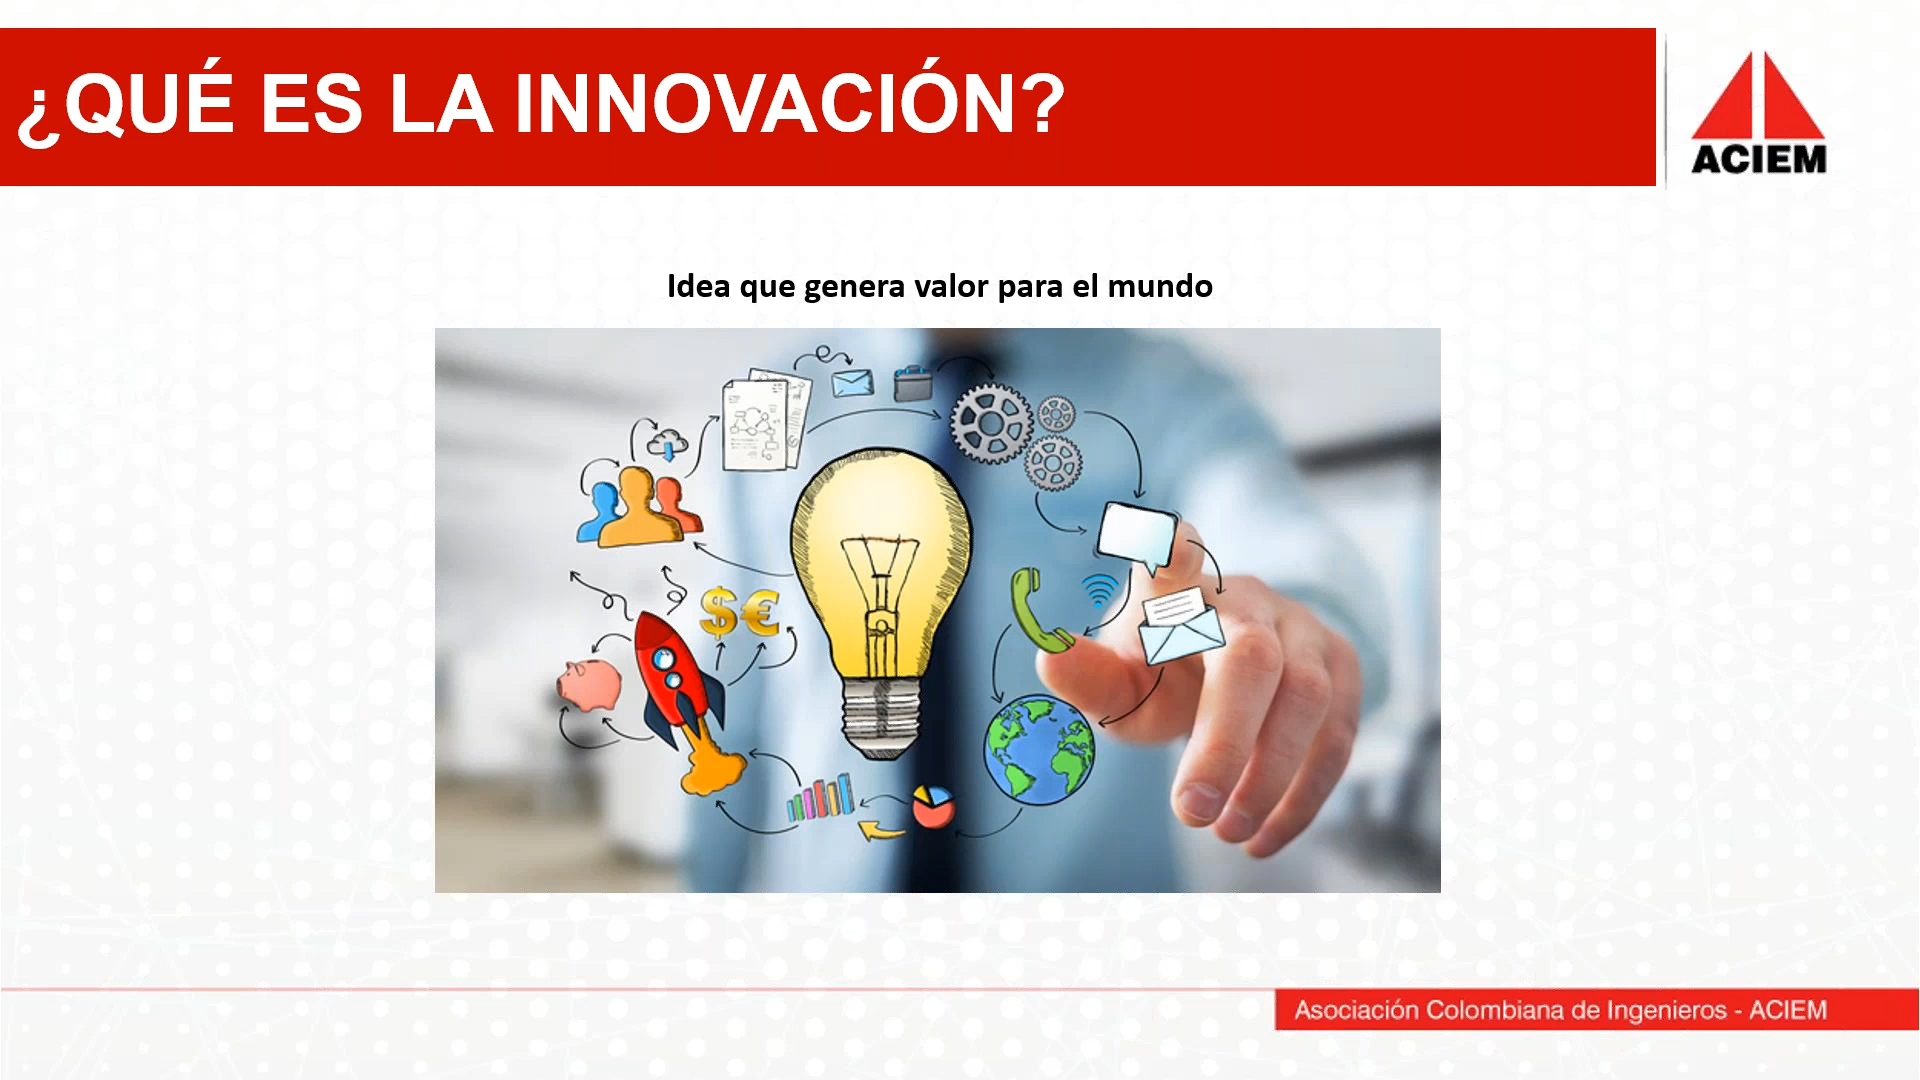 ¿QUÉ ES LA INNOVACIÓN?
ACIEM
Idea que genera valor para el mundo
$€
Asociación Colombiana de Ingenieros - ACIEM